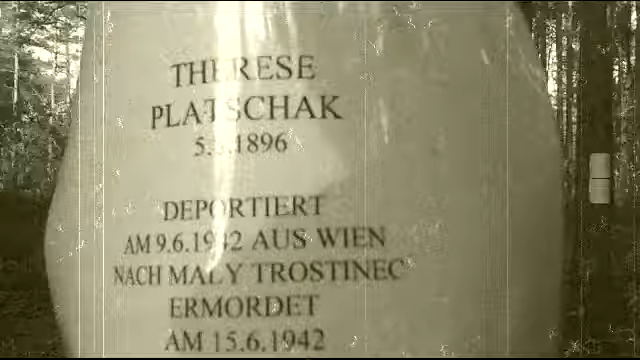 THERESE
PLATSCHAK
1896
DEPORTIERT
AM 9.6.1942 AUS WIEN
NACH MALY TROSTINEC
ERMORDET
AM 15.6.1942